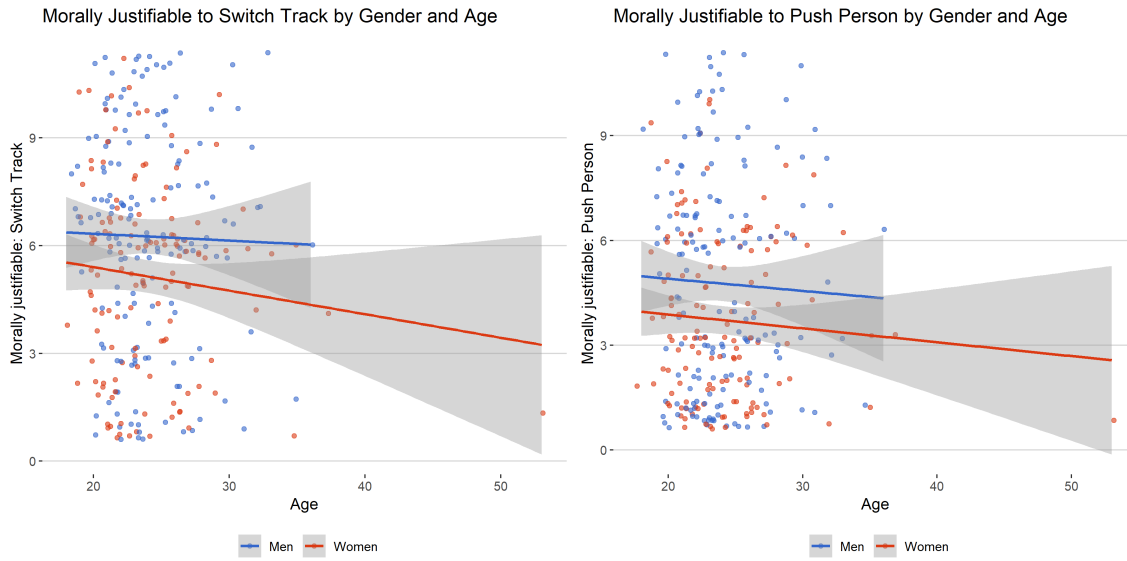 Morally Justifiable to Switch Track by Gender and Age
Morally justifiable: Switch Track
9
6
3
0
20
30
40
50
Age
Men
Women
Morally Justifiable to Push Person by Gender and Age
Morally justifiable: Push Person
9
6
3
0
20
30
40
50
Age
Men
Women